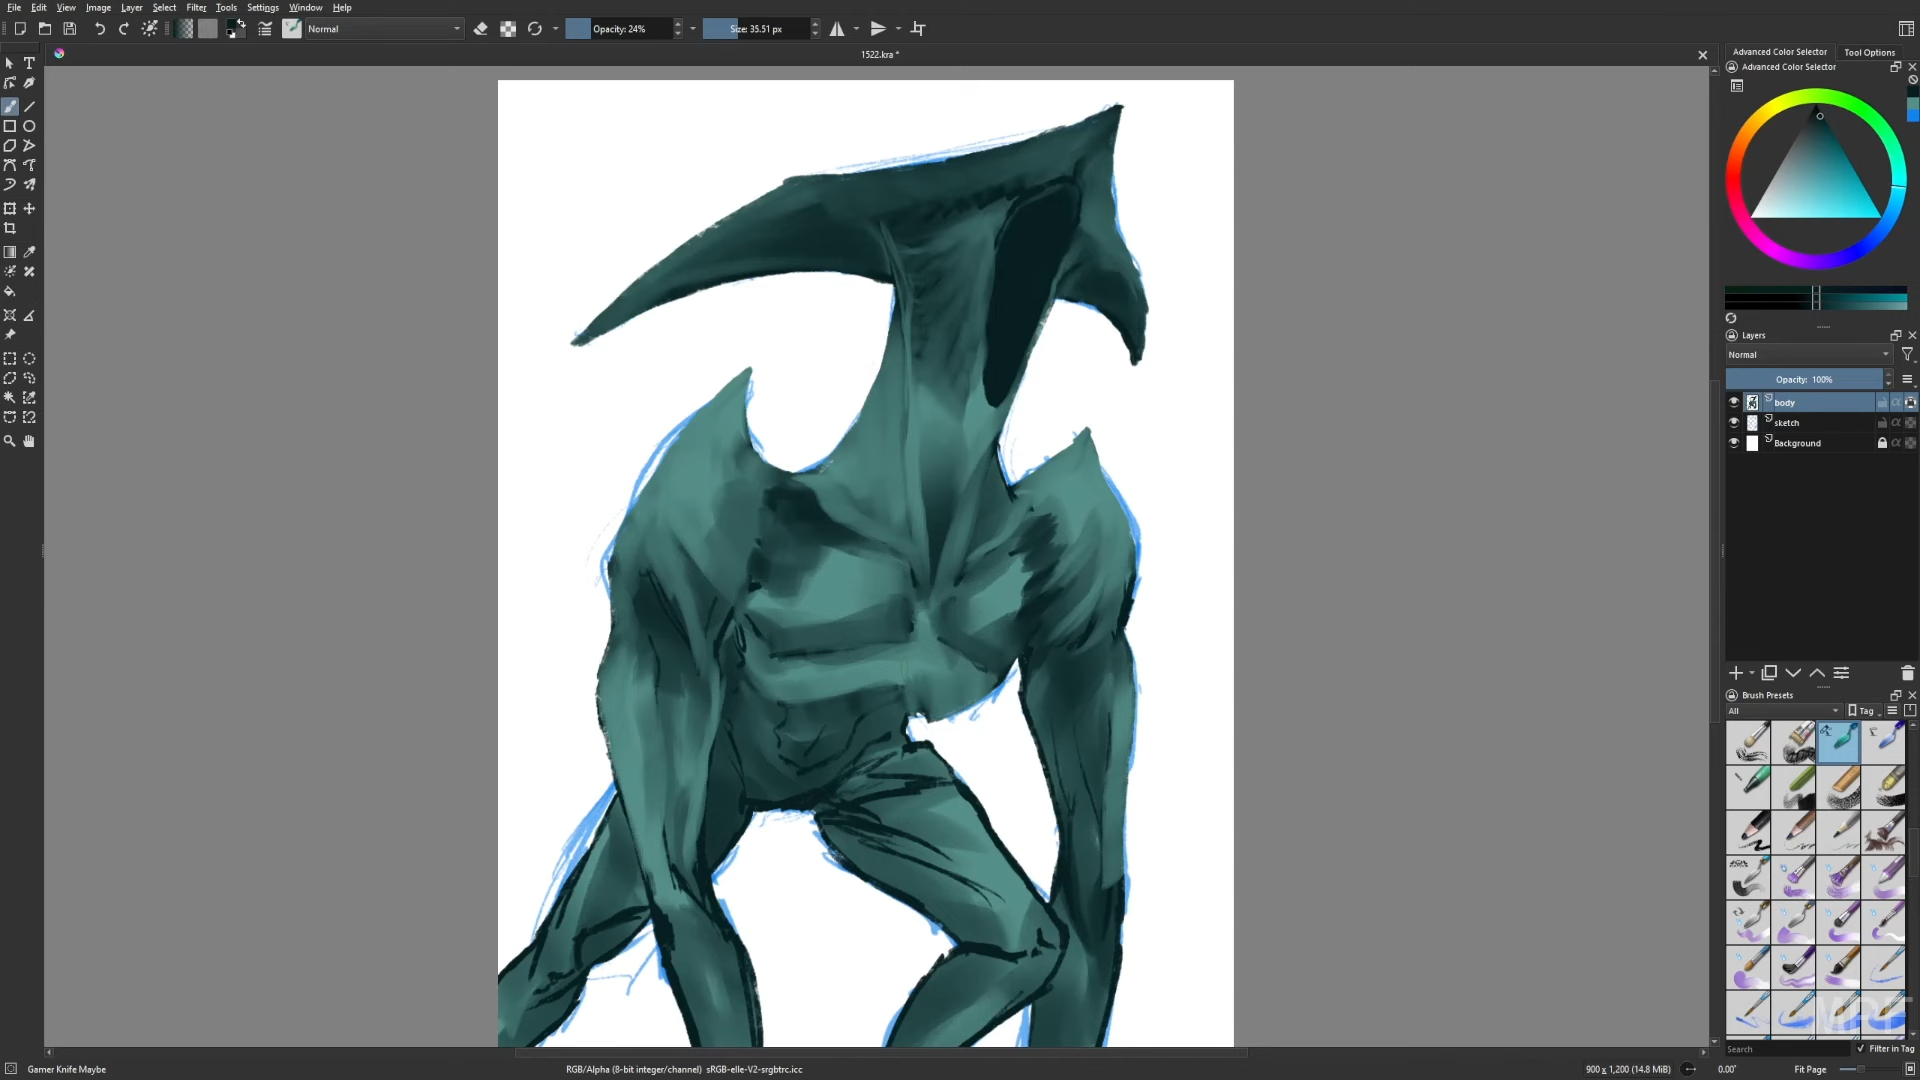 File Edit View Image Layer Select Filter Tools Settings Window Help
Normal Opacity: 24% Size: 35.51 px
1522.kra *
Advanced Color Selector Tool Options
Advanced Color Selector
Layers
Normal
Opacity: 100%
body
sketch
Background
Brush Presets
All Tag
Search Filter in Tag
Gamer Knife Maybe RGB/Alpha (8-bit integer/channel) sRGB-elle-V2-srgbtrc.icc 900 x 1,200 (14.8 MiB) 0.00° Fit Page